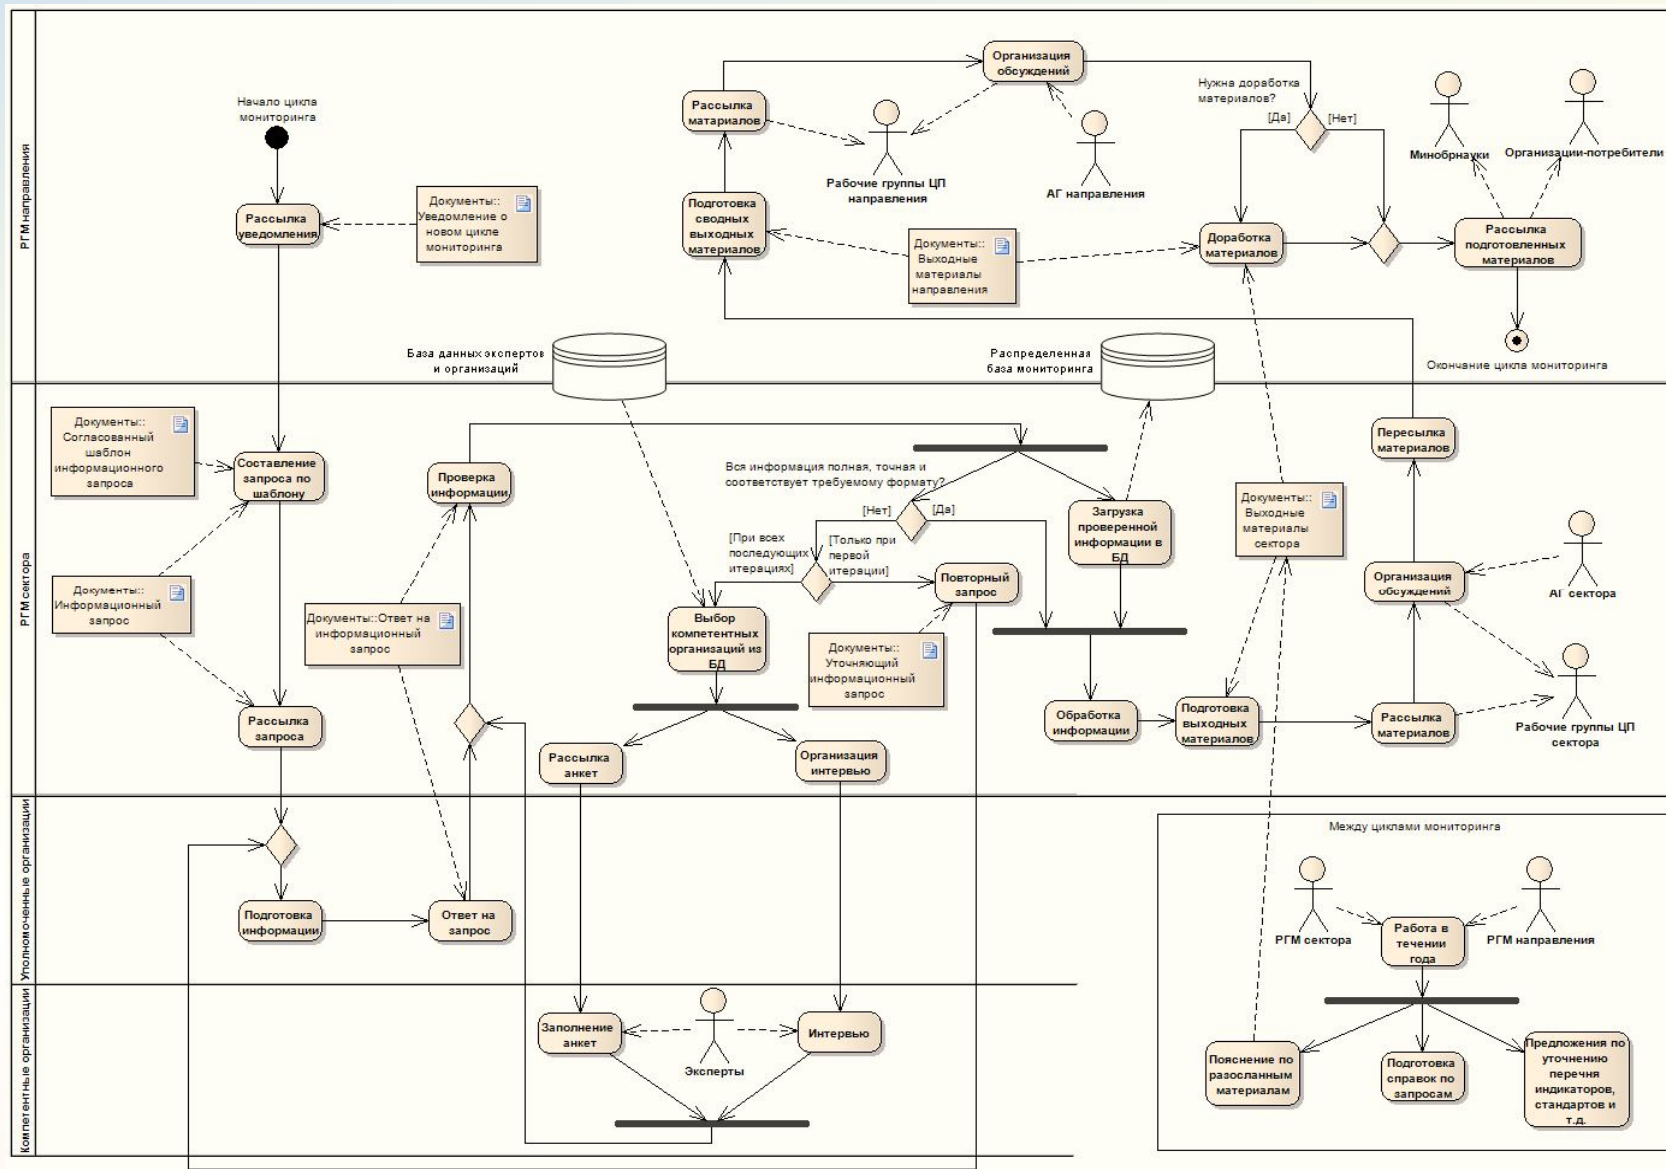 РГМ направления
Начало цикла
мониторинга
Рассылка
уведомления
Документы::
Уведомление о
новом цикле
мониторинга
Рассылка
матариалов
Подготовка
сводных
выходных
материалов
Организация
обсуждений
Рабочие группы ЦП
направления
АГ направления
Документы::
Выходные
материалы
направления
Нужна доработка
материалов?
[Да]
[Нет]
Доработка
материалов
Минобрнауки
Организации-потребители
Рассылка
подготовленных
материалов
Окончание цикла мониторинга
База данных экспертов
и организаций
Распределенная
база мониторинга
РГМ сектора
Документы::
Согласованный
шаблон
информационного
запроса
Составление
запроса по
шаблону
Документы::
Информационный
запрос
Рассылка
запроса
Проверка
информации
Документы::Ответ на
информационный
запрос
Вся информация полная, точная и
соответствует требуемому формату?
[Нет]
[Да]
[При всех
последующих
итерациях]
[Только при
первой
итерации]
Выбор
компетентных
организаций из
БД
Повторный
запрос
Документы::
Уточняющий
информационный
запрос
Загрузка
проверенной
информации в
БД
Рассылка
анкет
Организация
интервью
Обработка
информации
Подготовка
выходных
материалов
Документы::
Выходные
материалы
сектора
Пересылка
материалов
Организация
обсуждений
Рассылка
материалов
АГ сектора
Рабочие группы ЦП
сектора
Уполномоченные организации
Подготовка
информации
Ответ на
запрос
Компетентные организации
Заполнение
анкет
Эксперты
Интервью
Между циклами мониторинга
РГМ сектора
РГМ направления
Работа в
течении
года
Пояснение по
разосланным
материалам
Подготовка
справок по
запросам
Предложения по
уточнению
перечня
индикаторов,
стандартов и
т.д.